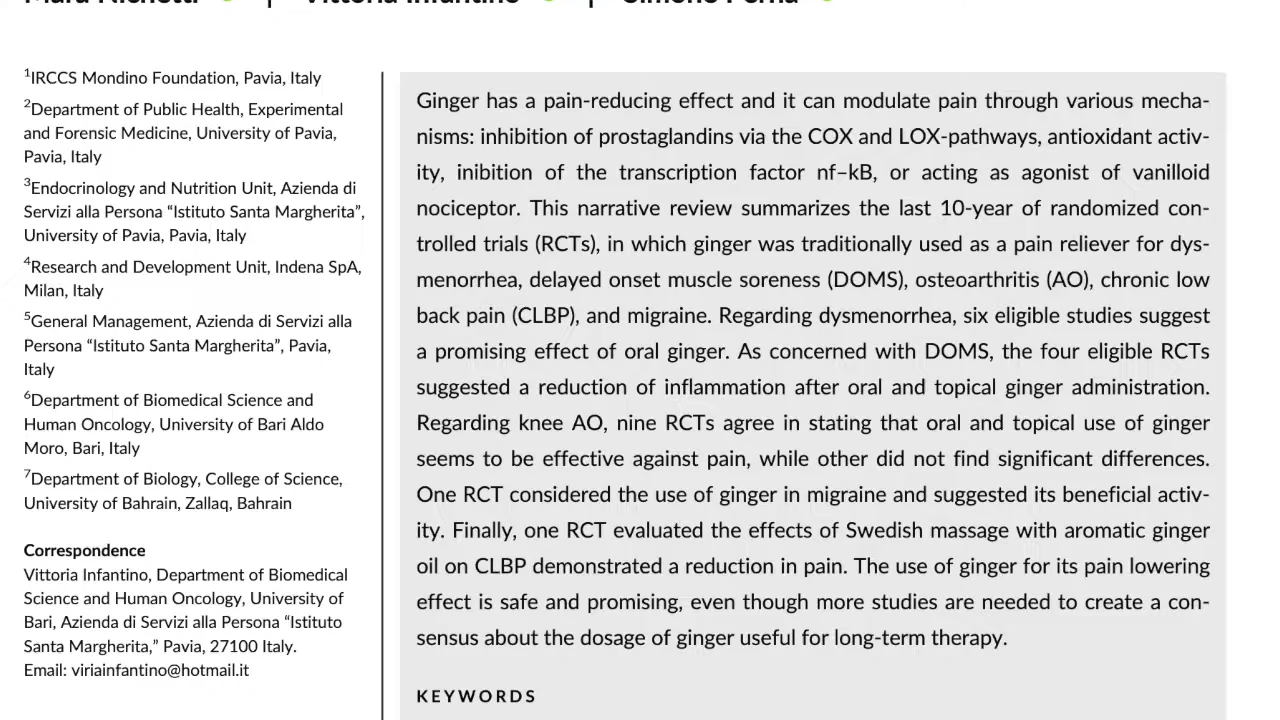 Mara Nichetti | Vittoria Infantino | Simone Perna
1IRCCS Mondino Foundation, Pavia, Italy
2Department of Public Health, Experimental
and Forensic Medicine, University of Pavia,
Pavia, Italy
3Endocrinology and Nutrition Unit, Azienda di
Servizi alla Persona “Istituto Santa Margherita”,
University of Pavia, Pavia, Italy
4Research and Development Unit, Indena SpA,
Milan, Italy
5General Management, Azienda di Servizi alla
Persona “Istituto Santa Margherita”, Pavia,
Italy
6Department of Biomedical Science and
Human Oncology, University of Bari Aldo
Moro, Bari, Italy
7Department of Biology, College of Science,
University of Bahrain, Zallaq, Bahrain
Correspondence
Vittoria Infantino, Department of Biomedical
Science and Human Oncology, University of
Bari, Azienda di Servizi alla Persona “Istituto
Santa Margherita,” Pavia, 27100 Italy.
Email: viriainfantino@hotmail.it
Ginger has a pain-reducing effect and it can modulate pain through various mecha-
nisms: inhibition of prostaglandins via the COX and LOX-pathways, antioxidant activ-
ity, inibition of the transcription factor nf–kB, or acting as agonist of vanilloid
nociceptor. This narrative review summarizes the last 10-year of randomized con-
trolled trials (RCTs), in which ginger was traditionally used as a pain reliever for dys-
menorrhea, delayed onset muscle soreness (DOMS), osteoarthritis (AO), chronic low
back pain (CLBP), and migraine. Regarding dysmenorrhea, six eligible studies suggest
a promising effect of oral ginger. As concerned with DOMS, the four eligible RCTs
suggested a reduction of inflammation after oral and topical ginger administration.
Regarding knee AO, nine RCTs agree in stating that oral and topical use of ginger
seems to be effective against pain, while other did not find significant differences.
One RCT considered the use of ginger in migraine and suggested its beneficial activ-
ity. Finally, one RCT evaluated the effects of Swedish massage with aromatic ginger
oil on CLBP demonstrated a reduction in pain. The use of ginger for its pain lowering
effect is safe and promising, even though more studies are needed to create a con-
sensus about the dosage of ginger useful for long-term therapy.
KEYWORDS